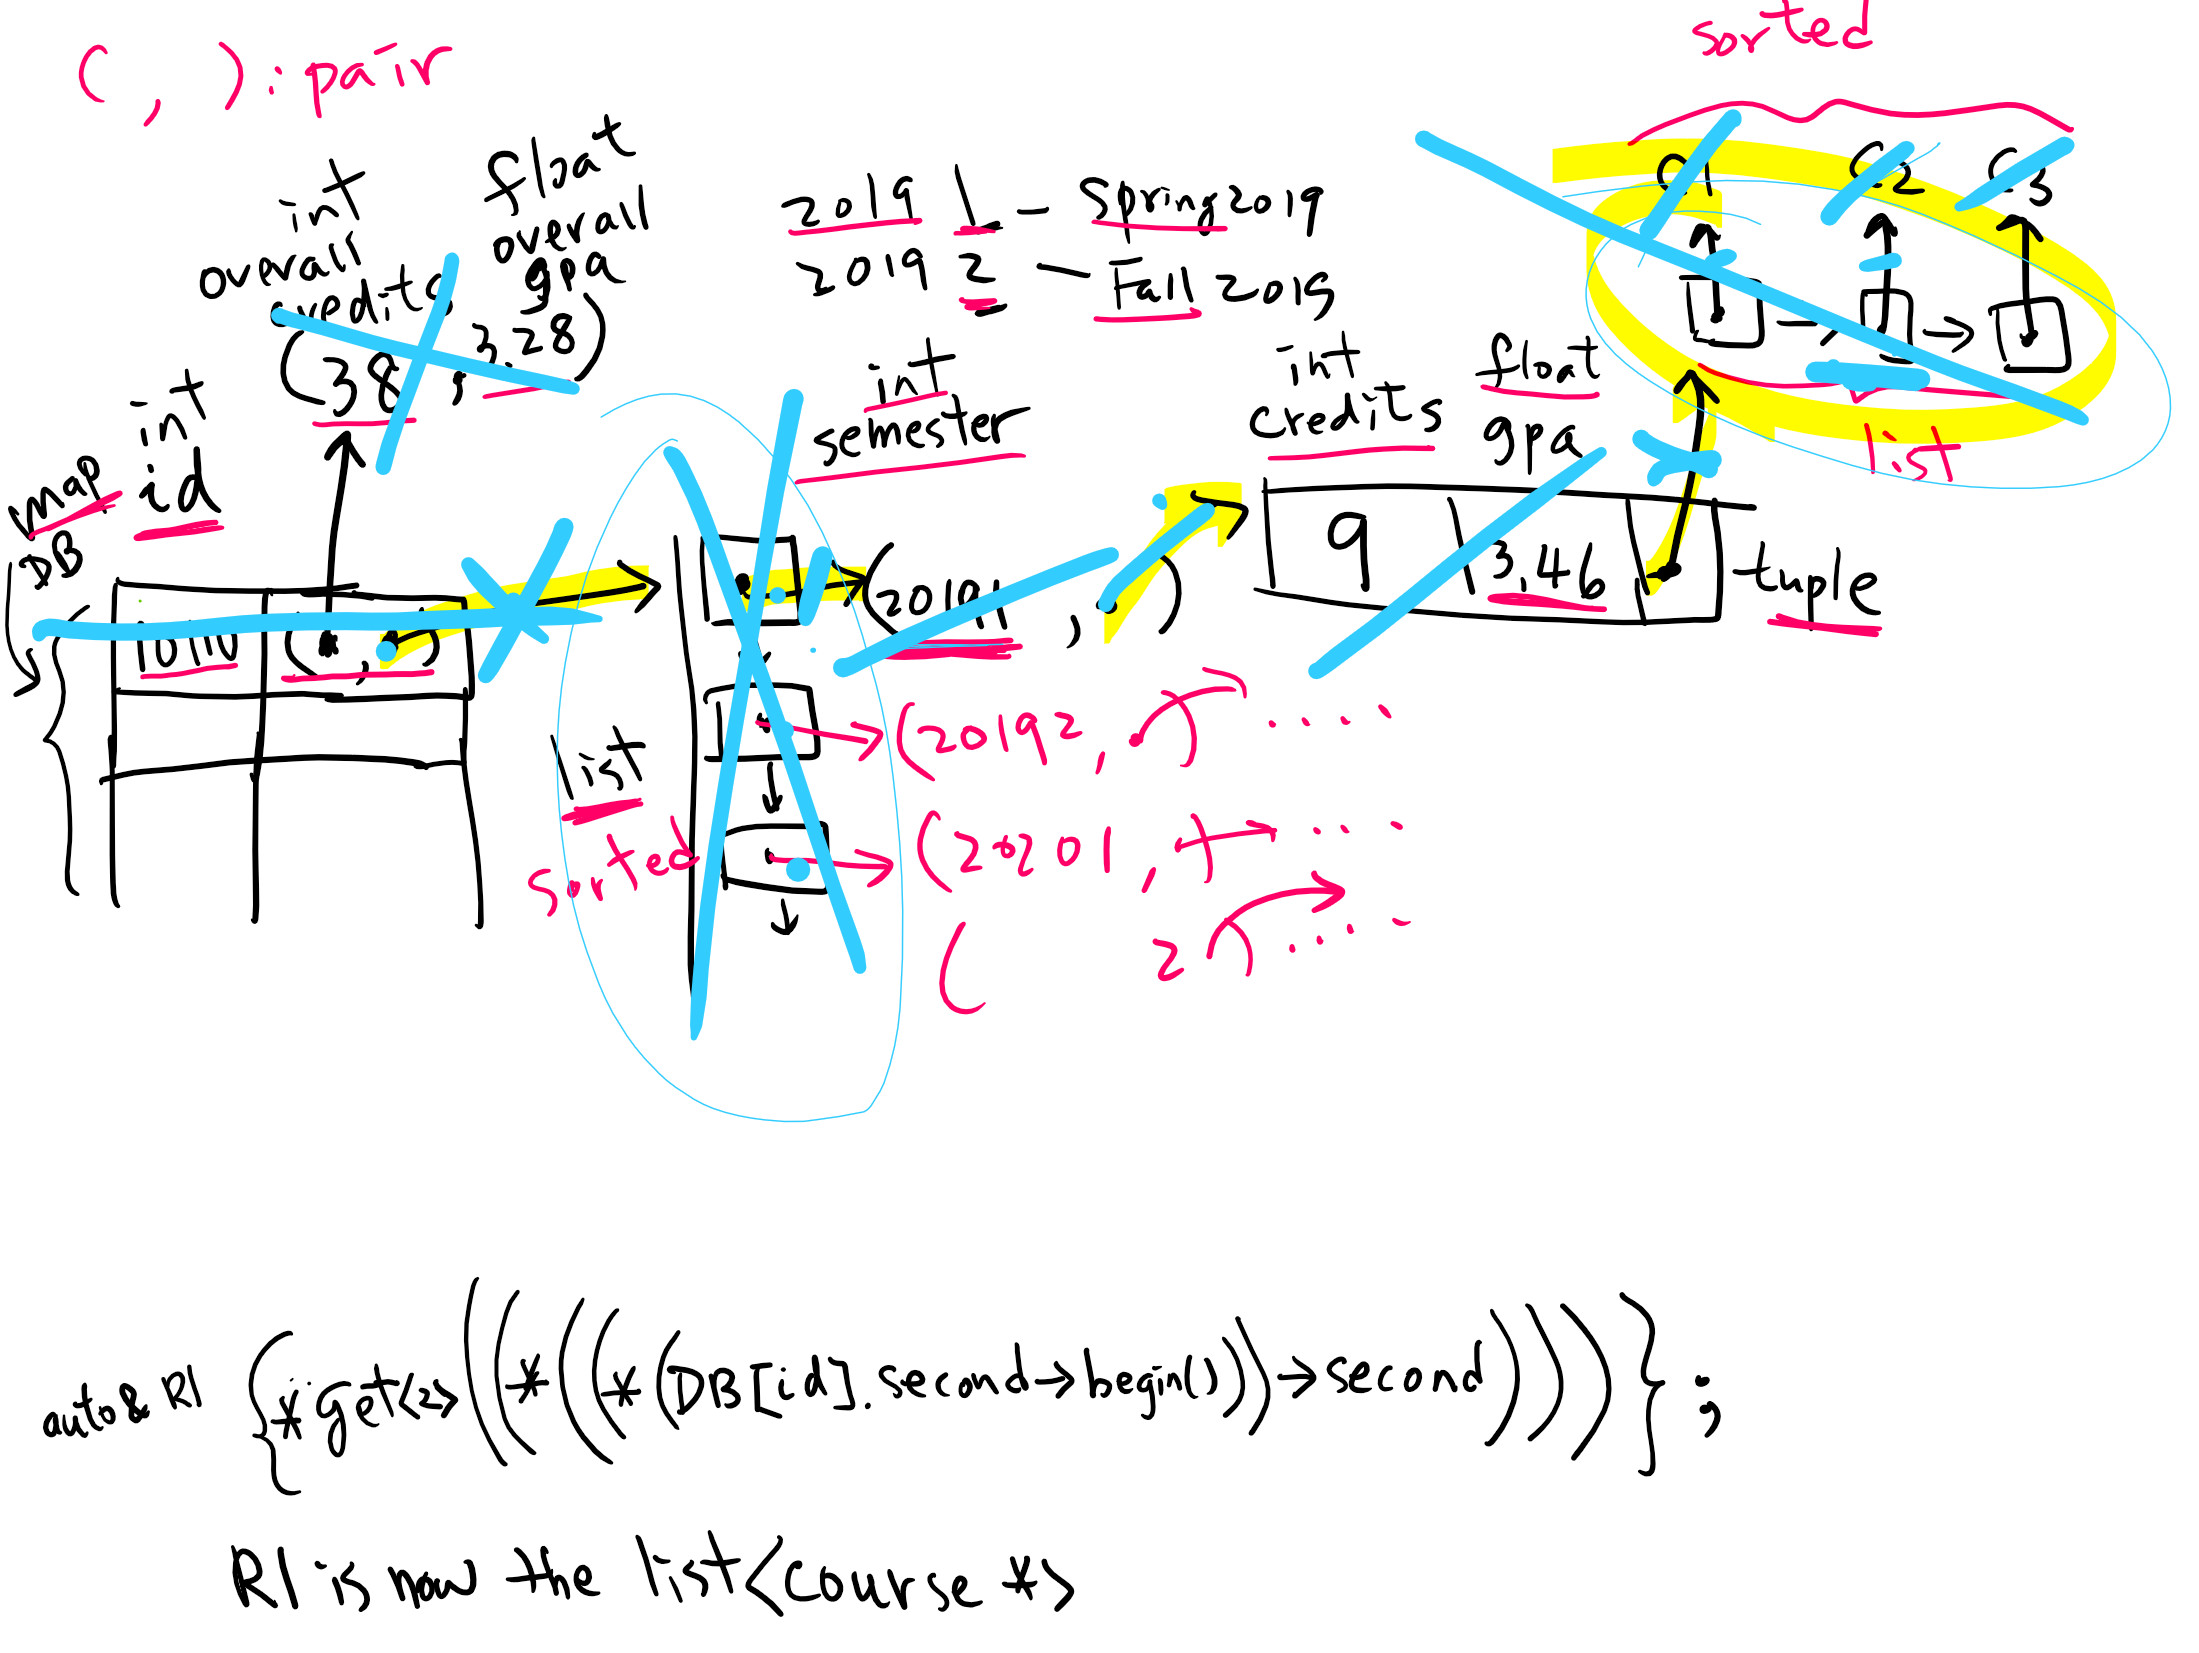 sorted
( , ) : pair
C2 C3
int
overall
credits
float
overall
gpa
2019 1 — Spring 2019
2019 2 — Fall 2019
(38, 3.28)
int
semester
int
credits
float
gpa
list
map
DB
int
id
9 3.46
tuple
(20191, )
(20192, ) ....
list
sorted
(20201, ) ...
( 2 ) ....
auto& R1 {*get<2>((*((*(DB[id].second->begin()))->second)))};
R1 is now the list<course*>